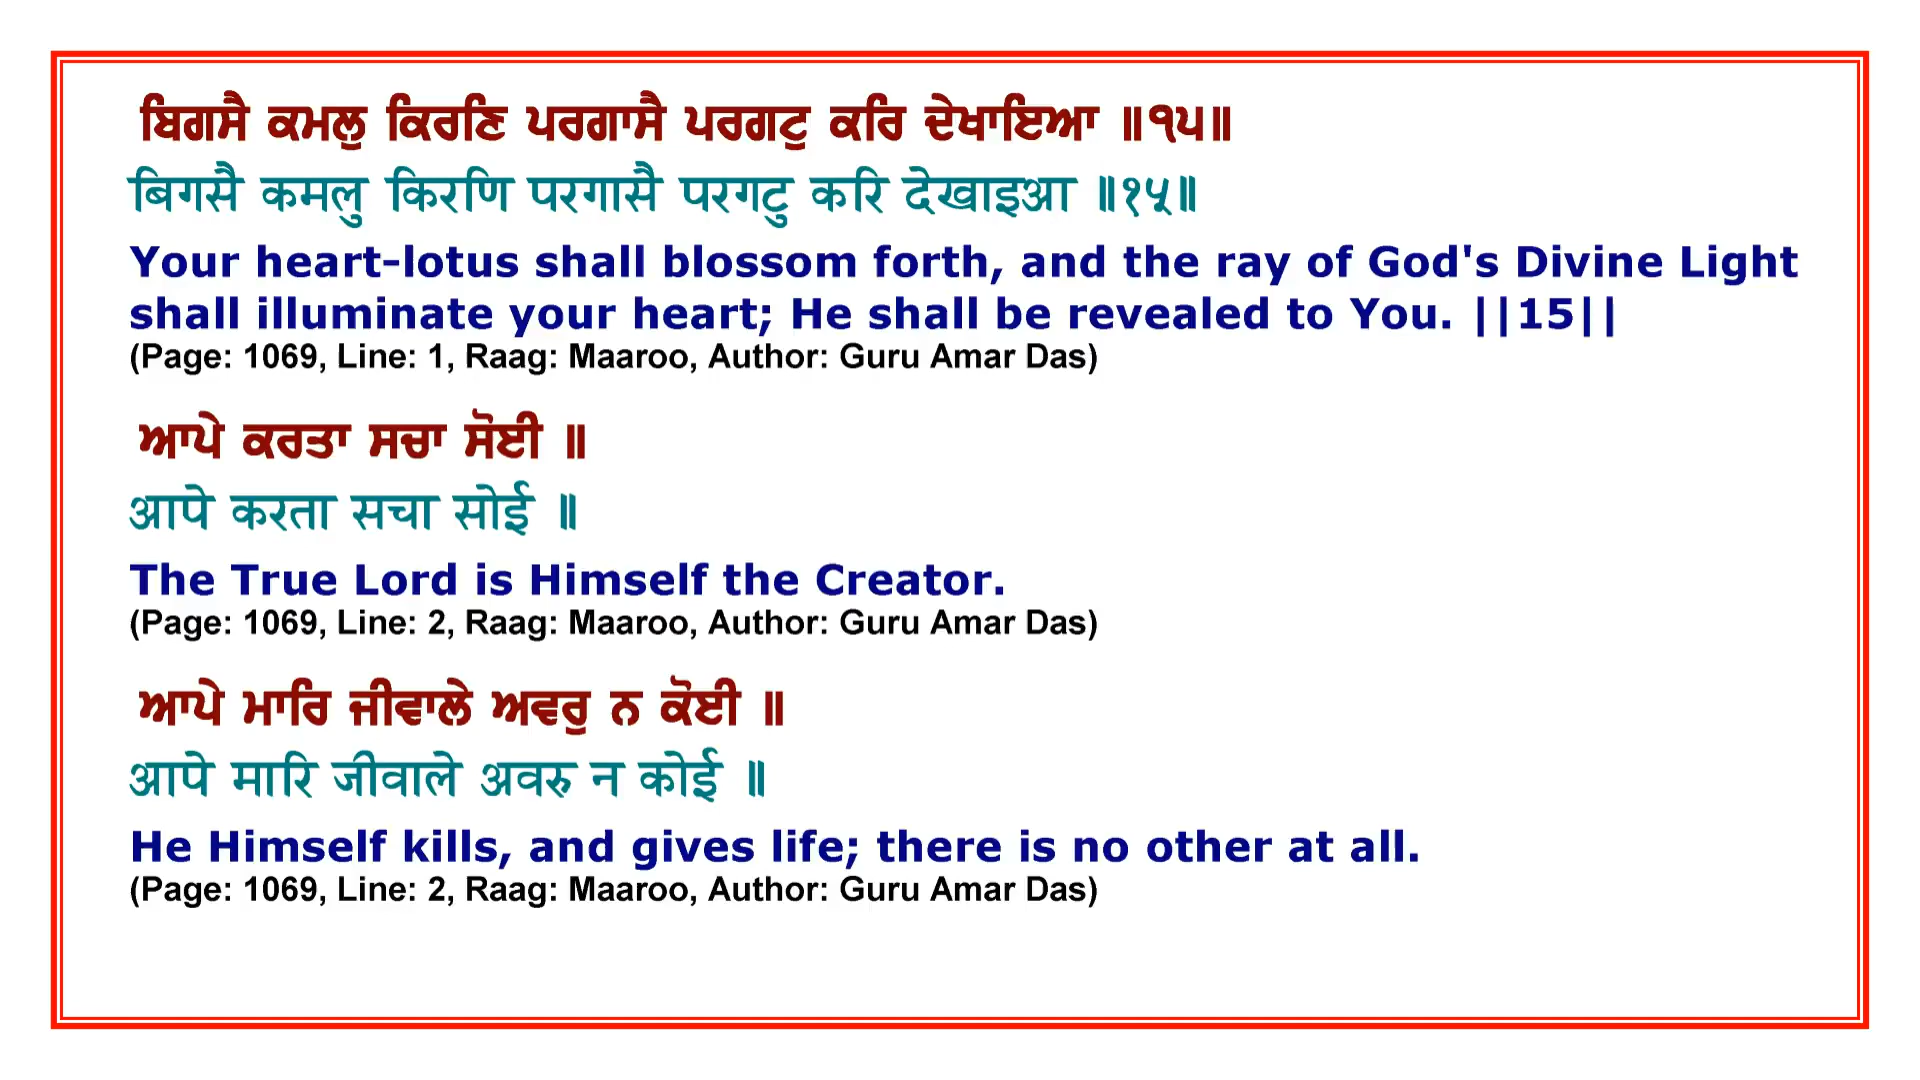 ਬਿਗਸੈ ਕਮਲੁ ਕਿਰਣਿ ਪਰਗਾਸੈ ਪਰਗਟੁ ਕਰਿ ਦੇਖਾਇਆ ॥੧੫॥
बिगसै कमलु किरणि परगासै परगटु करि देखाइआ ॥१५॥
Your heart-lotus shall blossom forth, and the ray of God's Divine Light
shall illuminate your heart; He shall be revealed to You. ||15||
(Page: 1069, Line: 1, Raag: Maaroo, Author: Guru Amar Das)
ਆਪੇ ਕਰਤਾ ਸਚਾ ਸੋਈ ॥
आपे करता सचा सोई ॥
The True Lord is Himself the Creator.
(Page: 1069, Line: 2, Raag: Maaroo, Author: Guru Amar Das)
ਆਪੇ ਮਾਰਿ ਜੀਵਾਲੇ ਅਵਰੁ ਨ ਕੋਈ ॥
आपे मारि जीवाले अवरु न कोई ॥
He Himself kills, and gives life; there is no other at all.
(Page: 1069, Line: 2, Raag: Maaroo, Author: Guru Amar Das)